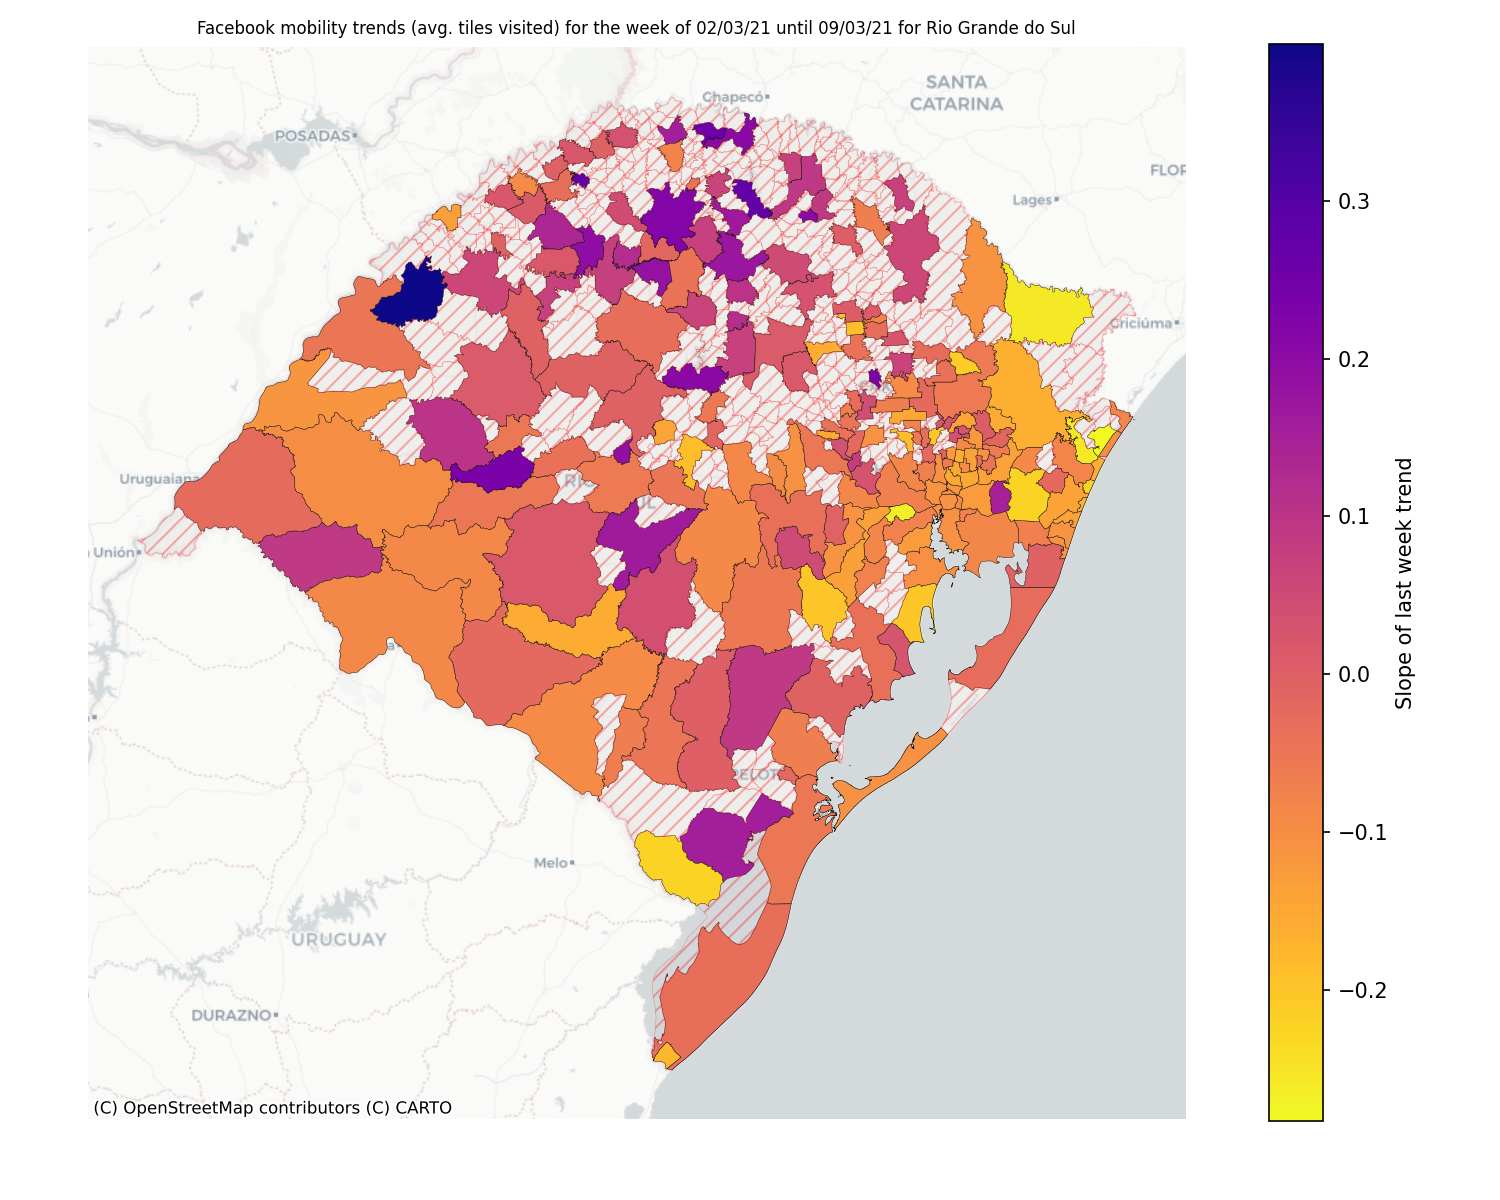 Facebook mobility trends (avg. tiles visited) for the week of 02/03/21 until 09/03/21 for Rio Grande do Sul
Chapecó
SANTA
CATARINA
POSADAS
FLOR
Lages
Criciúma
Uruguaiana
Unión
PELOT
Melo
URUGUAY
DURAZNO
(C) OpenStreetMap contributors (C) CARTO
0.3
0.2
0.1
0.0
−0.1
−0.2
Slope of last week trend